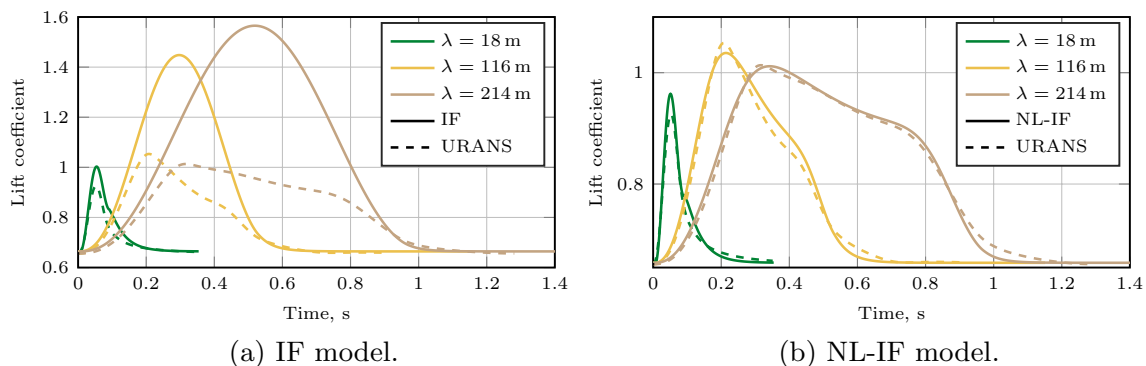 1.6
1.4
1.2
1
0.8
0.6
Lift coefficient
0 0.2 0.4 0.6 0.8 1 1.2 1.4
Time, s
λ = 18 m
λ = 116 m
λ = 214 m
IF
URANS
(a) IF model.
1
0.8
Lift coefficient
0 0.2 0.4 0.6 0.8 1 1.2 1.4
Time, s
λ = 18 m
λ = 116 m
λ = 214 m
NL-IF
URANS
(b) NL-IF model.